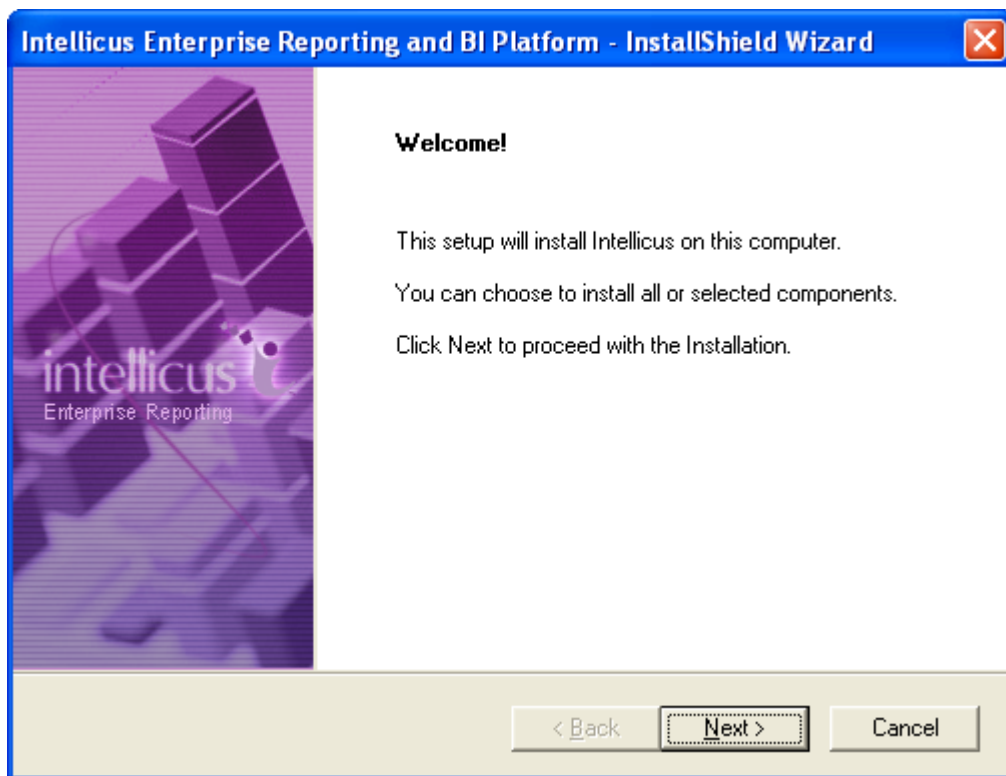 Intellicus Enterprise Reporting and BI Platform - InstallShield Wizard
Welcome!
This setup will install Intellicus on this computer.
You can choose to install all or selected components.
Click Next to proceed with the Installation.
intellicus
Enterprise Reporting
< Back Next > Cancel